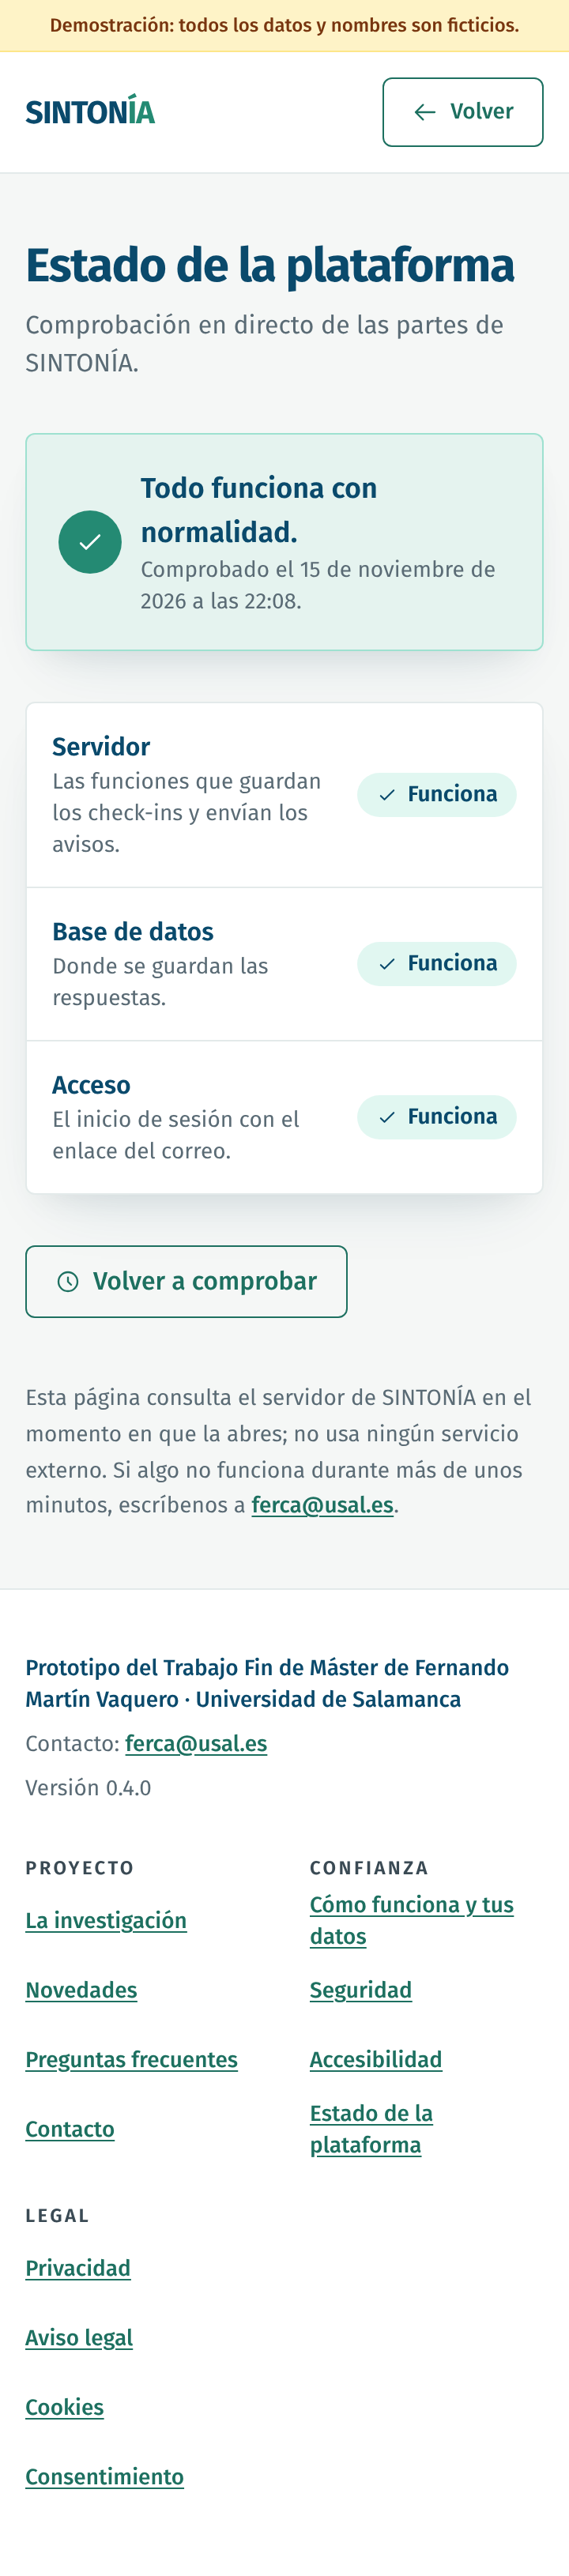 Demostración: todos los datos y nombres son ficticios.
SINTONÍA
Volver
Estado de la plataforma
Comprobación en directo de las partes de
SINTONÍA.
Todo funciona con
normalidad.
Comprobado el 15 de noviembre de
2026 a las 22:08.
Servidor
Las funciones que guardan
los check-ins y envían los
avisos.
Funciona
Base de datos
Donde se guardan las
respuestas.
Funciona
Acceso
El inicio de sesión con el
enlace del correo.
Funciona
Volver a comprobar
Esta página consulta el servidor de SINTONÍA en el
momento en que la abres; no usa ningún servicio
externo. Si algo no funciona durante más de unos
minutos, escríbenos a ferca@usal.es.
Prototipo del Trabajo Fin de Máster de Fernando
Martín Vaquero · Universidad de Salamanca
Contacto: ferca@usal.es
Versión 0.4.0
PROYECTO
La investigación
Novedades
Preguntas frecuentes
Contacto
CONFIANZA
Cómo funciona y tus
datos
Seguridad
Accesibilidad
Estado de la
plataforma
LEGAL
Privacidad
Aviso legal
Cookies
Consentimiento